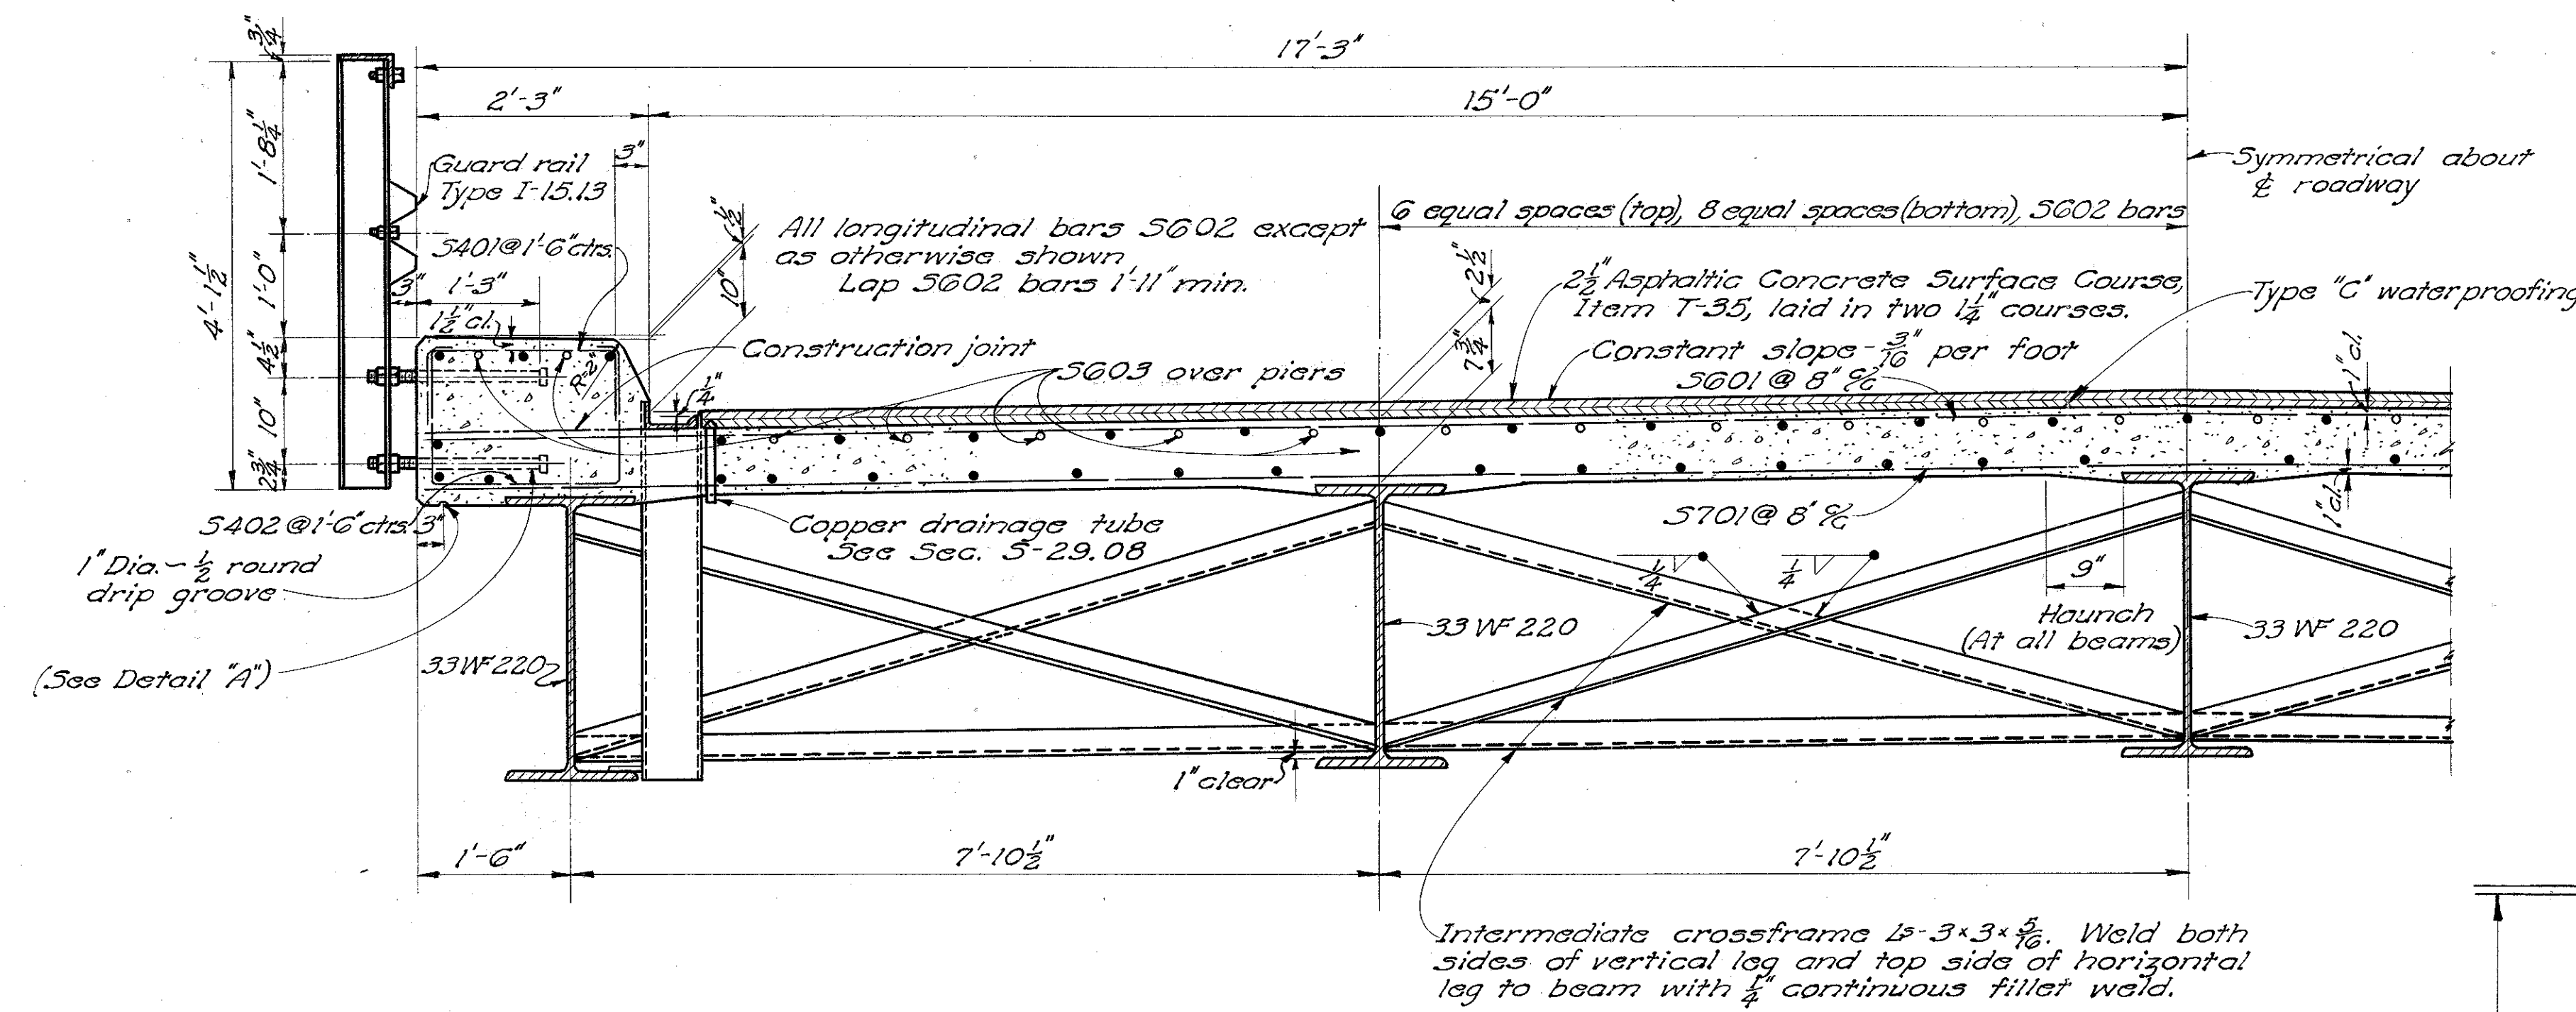 17'-3"
2'-3"
15'-0"
3/4"
1'-8 1/4"
4'-1 1/2"
1'-0"
4 1/2"
10"
2 3/4"
Guard rail
Type I-15.13
3"
S401@1'-6"ctrs.
3"
1'-3"
1 1/2" cl.
1/2"
10"
All longitudinal bars S602 except
as otherwise shown
Lap S602 bars 1'-11" min.
6 equal spaces (top), 8 equal spaces (bottom), S602 bars
Symmetrical about
℄ roadway
2 1/2"
7 3/4"
2 1/2" Asphaltic Concrete Surface Course,
Item T-35, laid in two 1 1/4" courses.
Type "C" waterproofing
Construction joint
R=2"
1/4"
S603 over piers
Constant slope - 3/16" per foot
S601 @ 8" c/c
1" cl.
S402 @ 1'-6" ctrs.
3"
1" Dia. - 1/2 round
drip groove
(See Detail "A")
Copper drainage tube
See Sec. S-29.08
S701 @ 8" c/c
1" cl.
1/4
1/4
9"
Haunch
(At all beams)
33 WF 220
33 WF 220
33 WF 220
1" clear
1'-6"
7'-10 1/2"
7'-10 1/2"
Intermediate crossframe Ls-3×3×5/16. Weld both
sides of vertical leg and top side of horizontal
leg to beam with 1/4" continuous fillet weld.